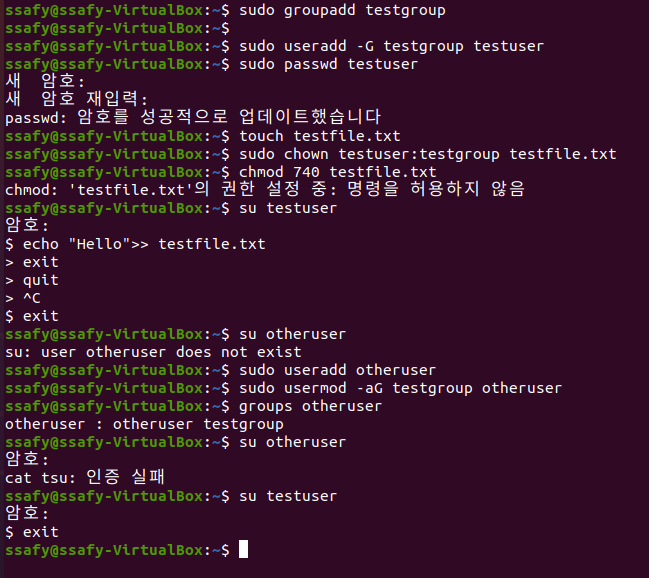 ssafy@ssafy-VirtualBox:~$ sudo groupadd testgroup
ssafy@ssafy-VirtualBox:~$
ssafy@ssafy-VirtualBox:~$ sudo useradd -G testgroup testuser
ssafy@ssafy-VirtualBox:~$ sudo passwd testuser
새  암호:
새  암호 재입력:
passwd: 암호를 성공적으로 업데이트했습니다
ssafy@ssafy-VirtualBox:~$ touch testfile.txt
ssafy@ssafy-VirtualBox:~$ sudo chown testuser:testgroup testfile.txt
ssafy@ssafy-VirtualBox:~$ chmod 740 testfile.txt
chmod: 'testfile.txt'의 권한 설정 중: 명령을 허용하지 않음
ssafy@ssafy-VirtualBox:~$ su testuser
암호:
$ echo "Hello">> testfile.txt
> exit
> quit
> ^C
$ exit
ssafy@ssafy-VirtualBox:~$ su otheruser
su: user otheruser does not exist
ssafy@ssafy-VirtualBox:~$ sudo useradd otheruser
ssafy@ssafy-VirtualBox:~$ sudo usermod -aG testgroup otheruser
ssafy@ssafy-VirtualBox:~$ groups otheruser
otheruser : otheruser testgroup
ssafy@ssafy-VirtualBox:~$ su otheruser
암호:
cat tsu: 인증 실패
ssafy@ssafy-VirtualBox:~$ su testuser
암호:
$ exit
ssafy@ssafy-VirtualBox:~$